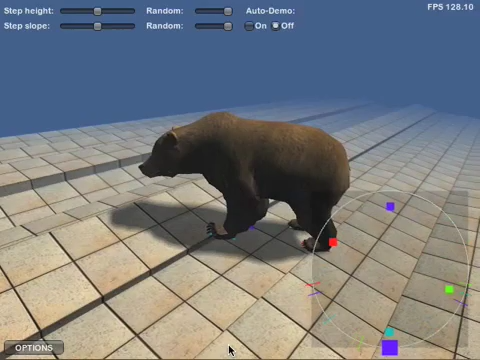 Step height: Random: Auto-Demo: FPS 128.10
Step slope: Random: On Off
OPTIONS